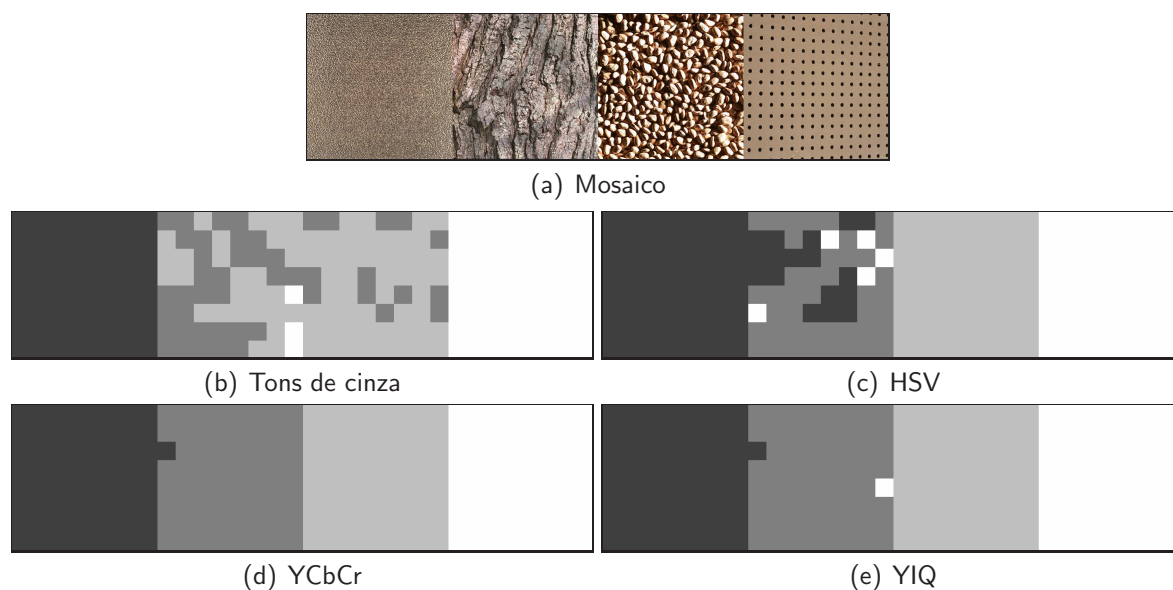 (a) Mosaico
(b) Tons de cinza
(c) HSV
(d) YCbCr
(e) YIQ